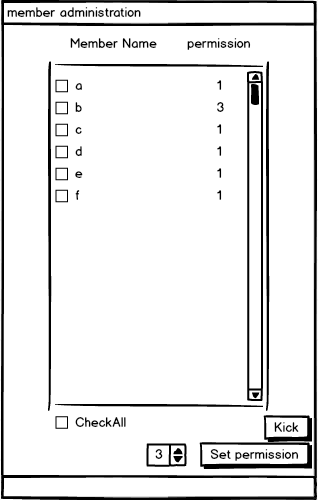 member administration
Member Name permission
a 1
b 3
c 1
d 1
e 1
f 1
CheckAll
Kick
3 Set permission